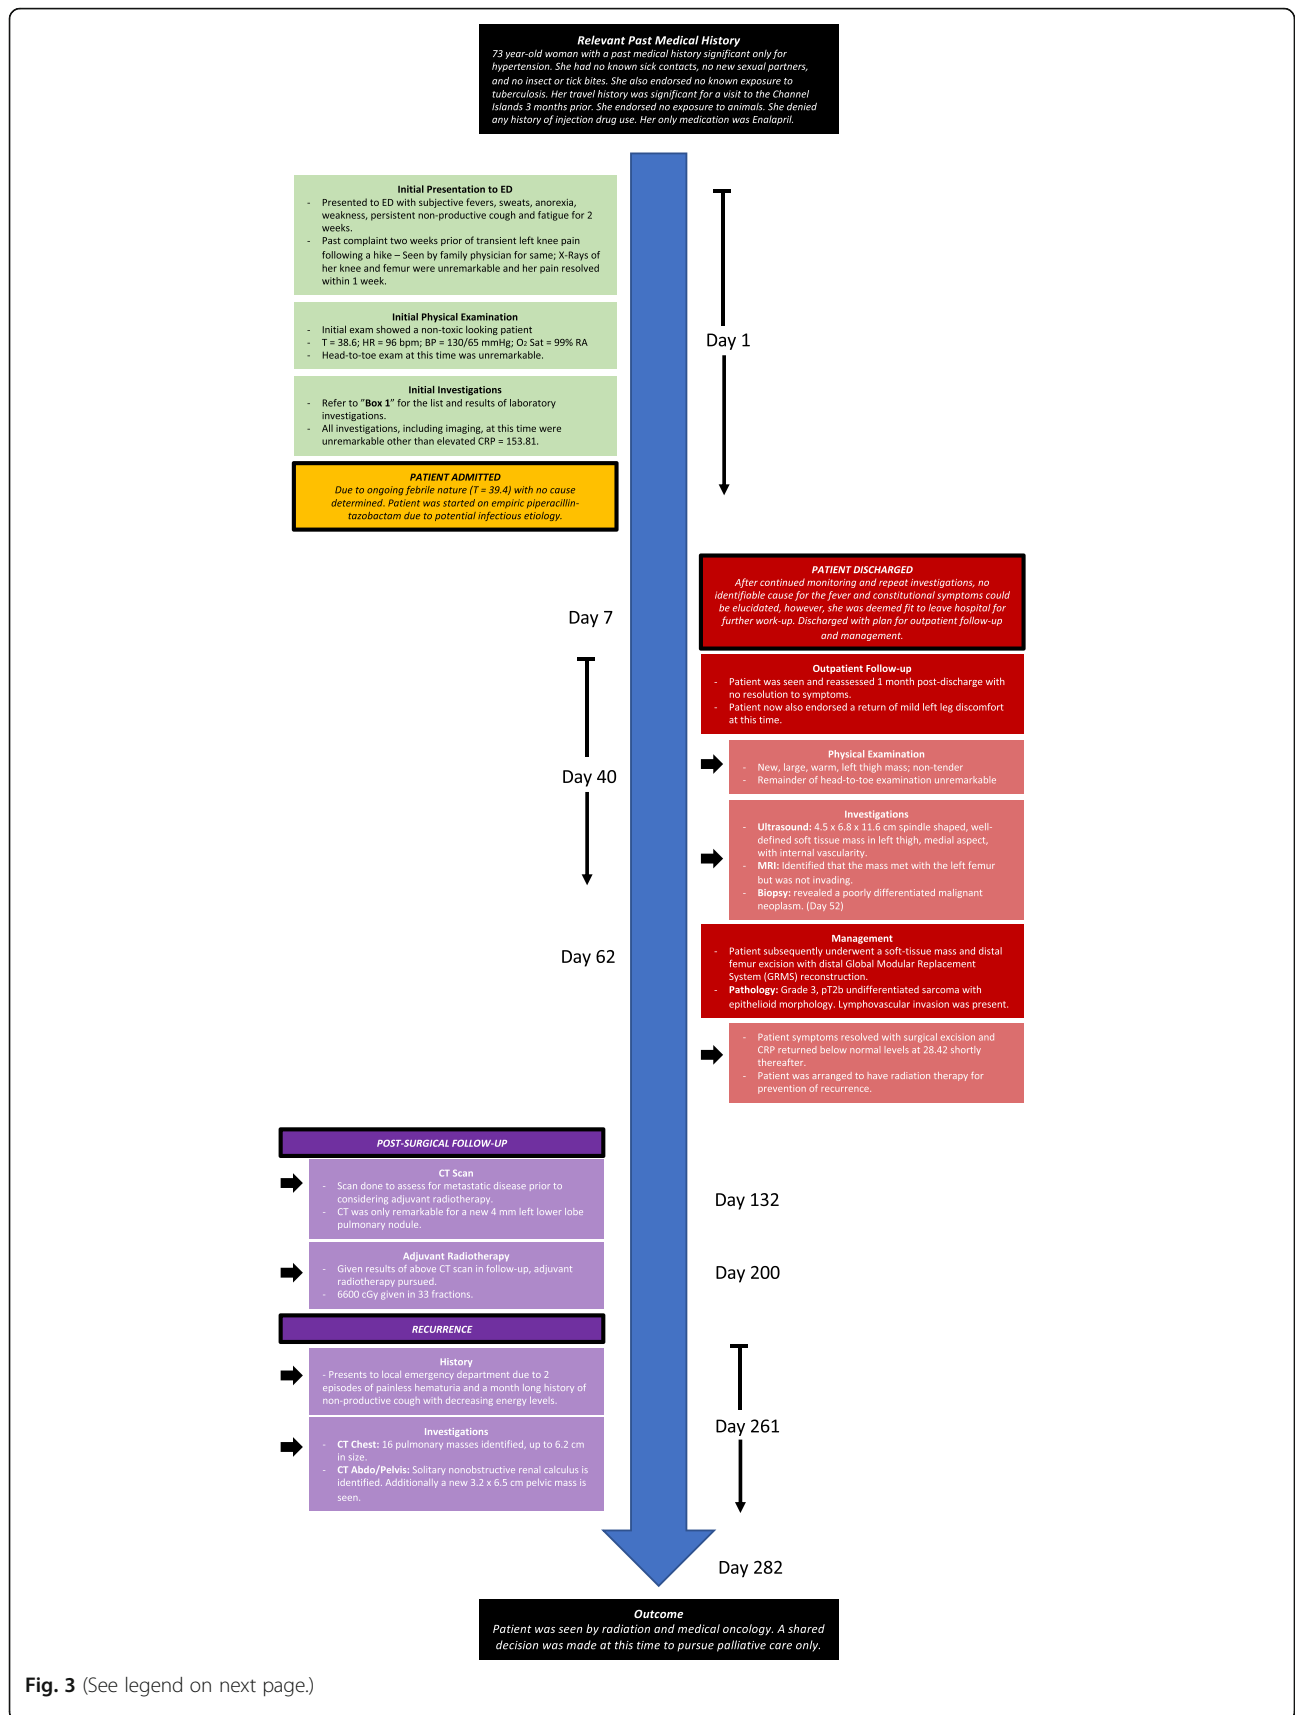 Relevant Past Medical History
73 year-old woman with a past medical history significant only for
hypertension. She had no known sick contacts, no new sexual partners,
and no insect or tick bites. She also endorsed no known exposure to
tuberculosis. Her travel history was significant for a visit to the Channel
Islands 3 months prior. She endorsed no exposure to animals. She denied
any history of injection drug use. Her only medication was Enalapril.
Initial Presentation to ED
- Presented to ED with subjective fevers, sweats, anorexia,
weakness, persistent non-productive cough and fatigue for 2
weeks.
- Past complaint two weeks prior of transient left knee pain
following a hike – Seen by family physician for same; X-Rays of
her knee and femur were unremarkable and her pain resolved
within 1 week.
Initial Physical Examination
- Initial exam showed a non-toxic looking patient
- T = 38.6; HR = 96 bpm; BP = 130/65 mmHg; O2 Sat = 99% RA
- Head-to-toe exam at this time was unremarkable.
Day 1
Initial Investigations
- Refer to "Box 1" for the list and results of laboratory
investigations.
- All investigations, including imaging, at this time were
unremarkable other than elevated CRP = 153.81.
PATIENT ADMITTED
Due to ongoing febrile nature (T = 39.4) with no cause
determined. Patient was started on empiric piperacillin-
tazobactam due to potential infectious etiology.
PATIENT DISCHARGED
After continued monitoring and repeat investigations, no
identifiable cause for the fever and constitutional symptoms could
be elucidated, however, she was deemed fit to leave hospital for
further work-up. Discharged with plan for outpatient follow-up
and management.
Day 7
Outpatient Follow-up
- Patient was seen and reassessed 1 month post-discharge with
no resolution to symptoms.
- Patient now also endorsed a return of mild left leg discomfort
at this time.
Physical Examination
- New, large, warm, left thigh mass; non-tender
- Remainder of head-to-toe examination unremarkable
Day 40
Investigations
- Ultrasound: 4.5 x 6.8 x 11.6 cm spindle shaped, well-
defined soft tissue mass in left thigh, medial aspect,
with internal vascularity.
- MRI: Identified that the mass met with the left femur
but was not invading.
- Biopsy: revealed a poorly differentiated malignant
neoplasm. (Day 52)
Day 62
Management
- Patient subsequently underwent a soft-tissue mass and distal
femur excision with distal Global Modular Replacement
System (GRMS) reconstruction.
- Pathology: Grade 3, pT2b undifferentiated sarcoma with
epithelioid morphology. Lymphovascular invasion was present.
- Patient symptoms resolved with surgical excision and
CRP returned below normal levels at 28.42 shortly
thereafter.
- Patient was arranged to have radiation therapy for
prevention of recurrence.
POST-SURGICAL FOLLOW-UP
CT Scan
- Scan done to assess for metastatic disease prior to
considering adjuvant radiotherapy.
- CT was only remarkable for a new 4 mm left lower lobe
pulmonary nodule.
Day 132
Adjuvant Radiotherapy
- Given results of above CT scan in follow-up, adjuvant
radiotherapy pursued.
- 6600 cGy given in 33 fractions.
Day 200
RECURRENCE
History
- Presents to local emergency department due to 2
episodes of painless hematuria and a month long history of
non-productive cough with decreasing energy levels.
Day 261
Investigations
- CT Chest: 16 pulmonary masses identified, up to 6.2 cm
in size.
- CT Abdo/Pelvis: Solitary nonobstructive renal calculus is
identified. Additionally a new 3.2 x 6.5 cm pelvic mass is
seen.
Day 282
Outcome
Patient was seen by radiation and medical oncology. A shared
decision was made at this time to pursue palliative care only.
Fig. 3 (See legend on next page.)